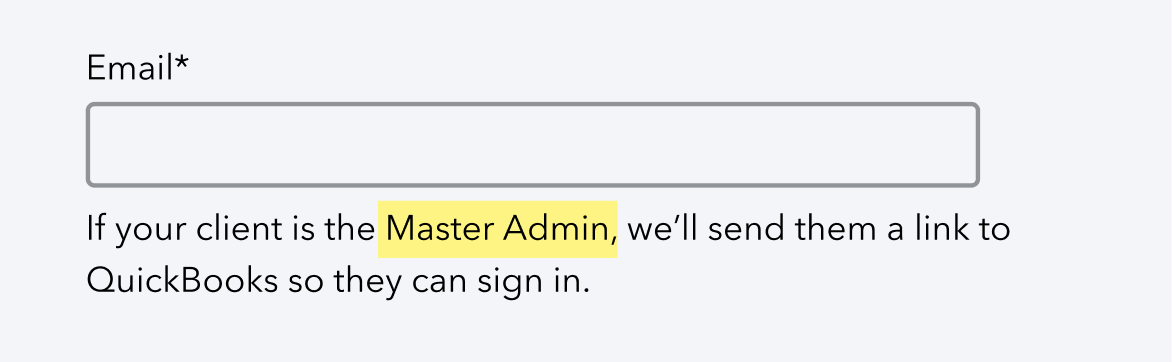 Email*
If your client is the Master Admin, we’ll send them a link to
QuickBooks so they can sign in.